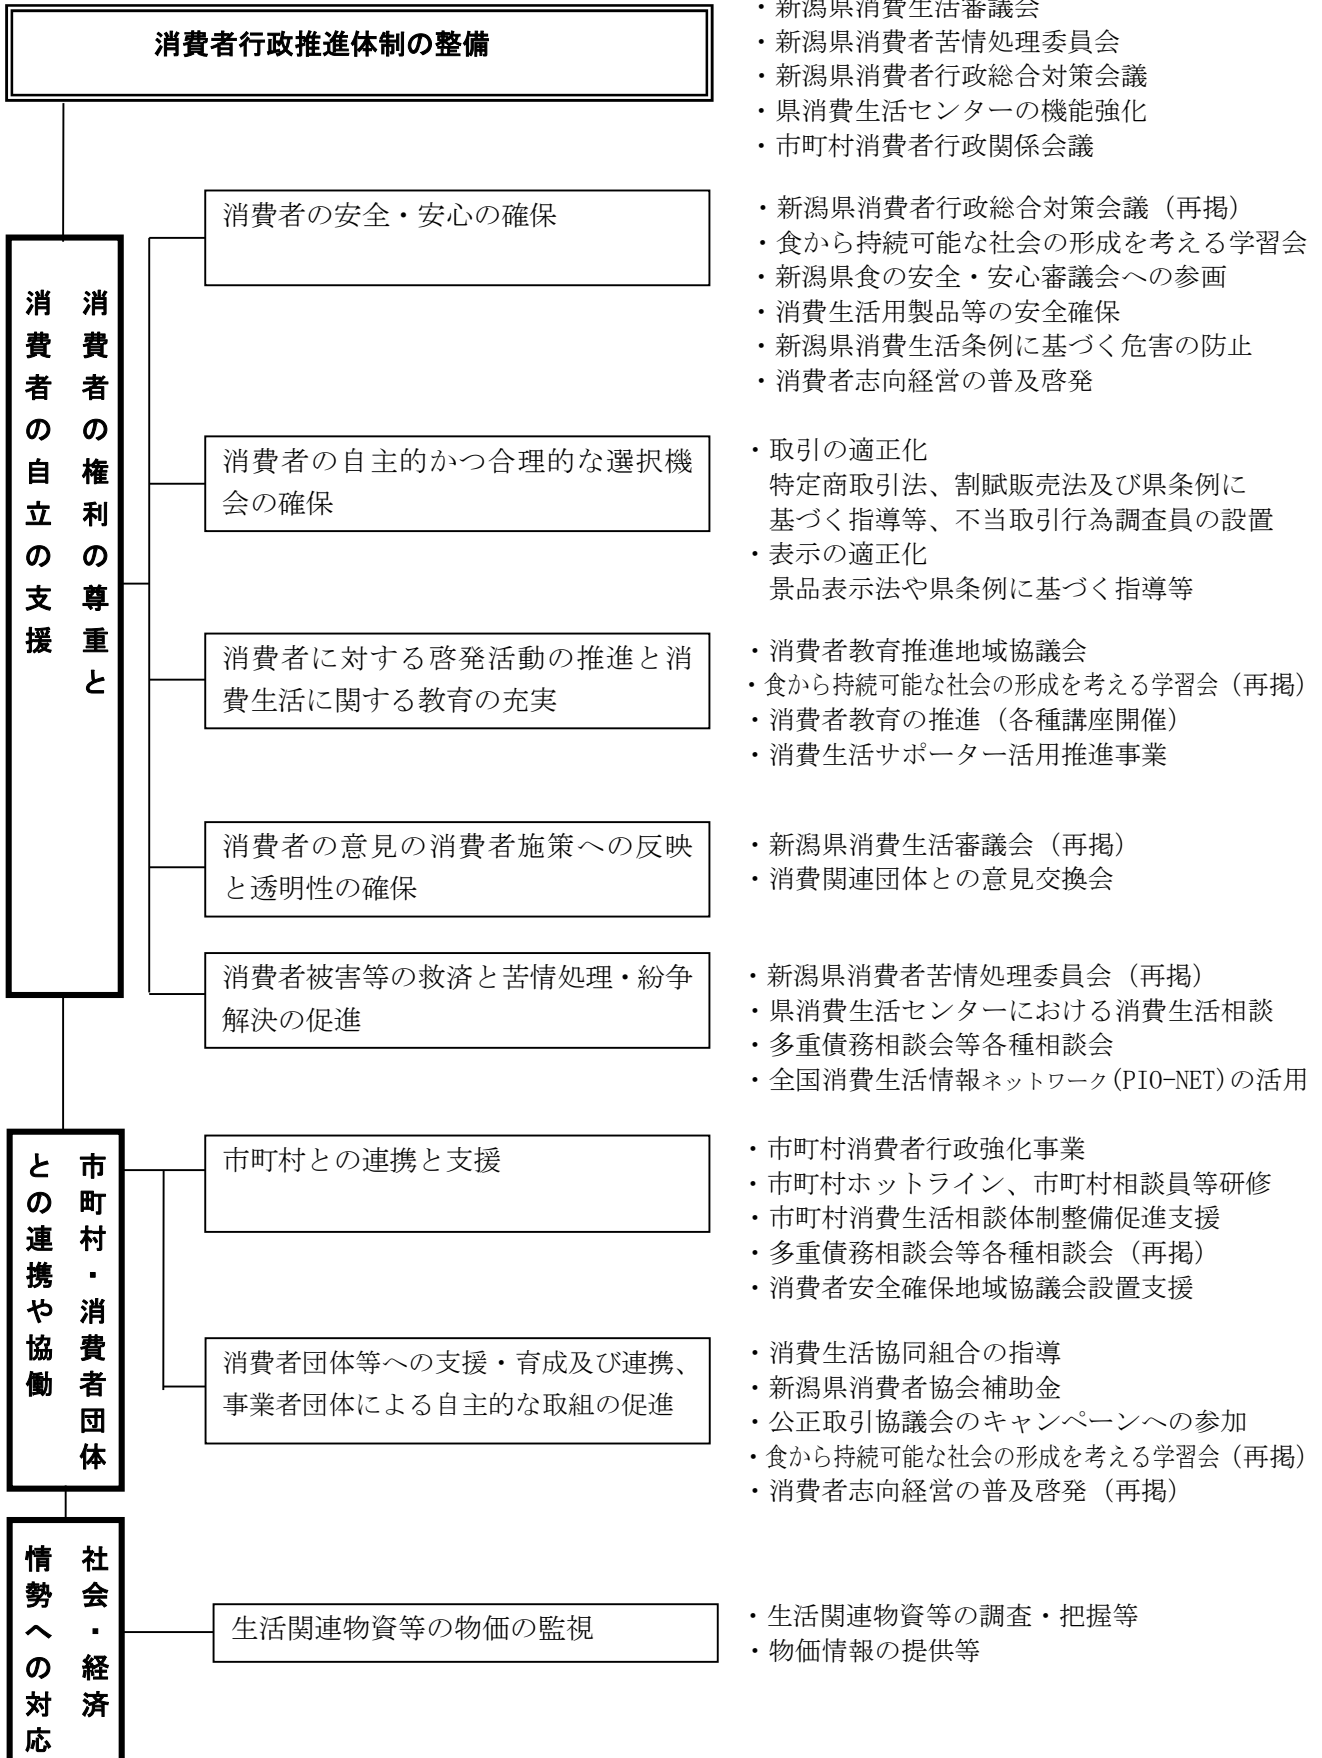 消費者行政推進体制の整備
・新潟県消費生活審議会
・新潟県消費者苦情処理委員会
・新潟県消費者行政総合対策会議
・県消費生活センターの機能強化
・市町村消費者行政関係会議
消費者の権利の尊重と
消費者の自立の支援
消費者の安全・安心の確保
・新潟県消費者行政総合対策会議（再掲）
・食から持続可能な社会の形成を考える学習会
・新潟県食の安全・安心審議会への参画
・消費生活用製品等の安全確保
・新潟県消費生活条例に基づく危害の防止
・消費者志向経営の普及啓発
消費者の自主的かつ合理的な選択機
会の確保
・取引の適正化
特定商取引法、割賦販売法及び県条例に
基づく指導等、不当取引行為調査員の設置
・表示の適正化
景品表示法や県条例に基づく指導等
消費者に対する啓発活動の推進と消
費生活に関する教育の充実
・消費者教育推進地域協議会
・食から持続可能な社会の形成を考える学習会（再掲）
・消費者教育の推進（各種講座開催）
・消費生活サポーター活用推進事業
消費者の意見の消費者施策への反映
と透明性の確保
・新潟県消費生活審議会（再掲）
・消費関連団体との意見交換会
消費者被害等の救済と苦情処理・紛争
解決の促進
・新潟県消費者苦情処理委員会（再掲）
・県消費生活センターにおける消費生活相談
・多重債務相談会等各種相談会
・全国消費生活情報ネットワーク(PIO-NET)の活用
市町村・消費者団体
との連携や協働
市町村との連携と支援
・市町村消費者行政強化事業
・市町村ホットライン、市町村相談員等研修
・市町村消費生活相談体制整備促進支援
・多重債務相談会等各種相談会（再掲）
・消費者安全確保地域協議会設置支援
消費者団体等への支援・育成及び連携、
事業者団体による自主的な取組の促進
・消費生活協同組合の指導
・新潟県消費者協会補助金
・公正取引協議会のキャンペーンへの参加
・食から持続可能な社会の形成を考える学習会（再掲）
・消費者志向経営の普及啓発（再掲）
社会・経済
情勢への対応
生活関連物資等の物価の監視
・生活関連物資等の調査・把握等
・物価情報の提供等